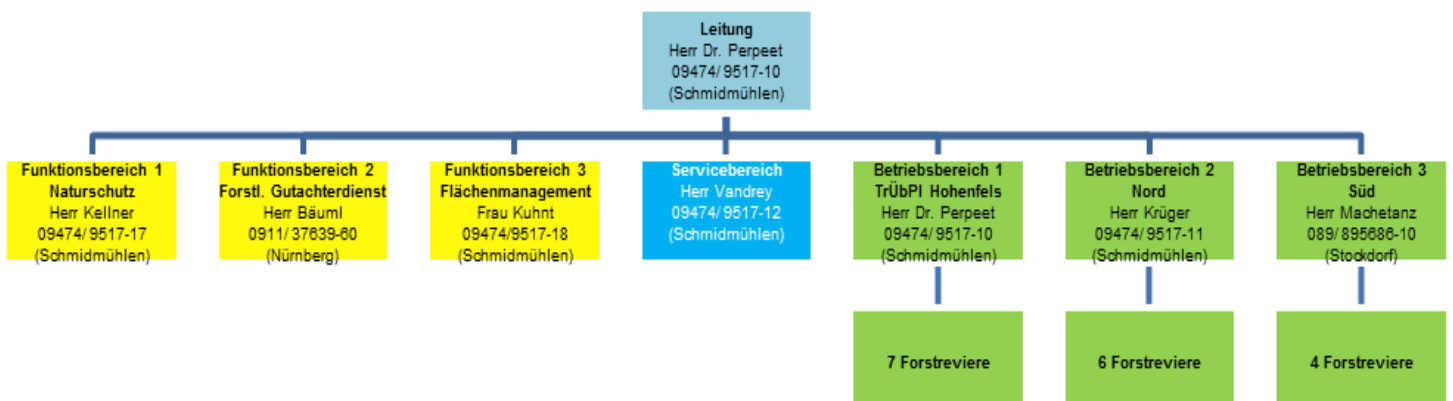 Leitung
Herr Dr. Perpeet
09474/9517-10
(Schmidmühlen)
Funktionsbereich 1
Naturschutz
Herr Kellner
09474/9517-17
(Schmidmühlen)
Funktionsbereich 2
Forstl. Gutachterdienst
Herr Bäuml
0911/37639-60
(Nürnberg)
Funktionsbereich 3
Flächenmanagement
Frau Kuhnt
09474/9517-18
(Schmidmühlen)
Servicebereich
Herr Vandrey
09474/9517-12
(Schmidmühlen)
Betriebsbereich 1
TrÜbPl Hohenfels
Herr Dr. Perpeet
09474/9517-10
(Schmidmühlen)
Betriebsbereich 2
Nord
Herr Krüger
09474/9517-11
(Schmidmühlen)
Betriebsbereich 3
Süd
Herr Machetanz
089/895686-10
(Stockdorf)
7 Forstreviere
6 Forstreviere
4 Forstreviere